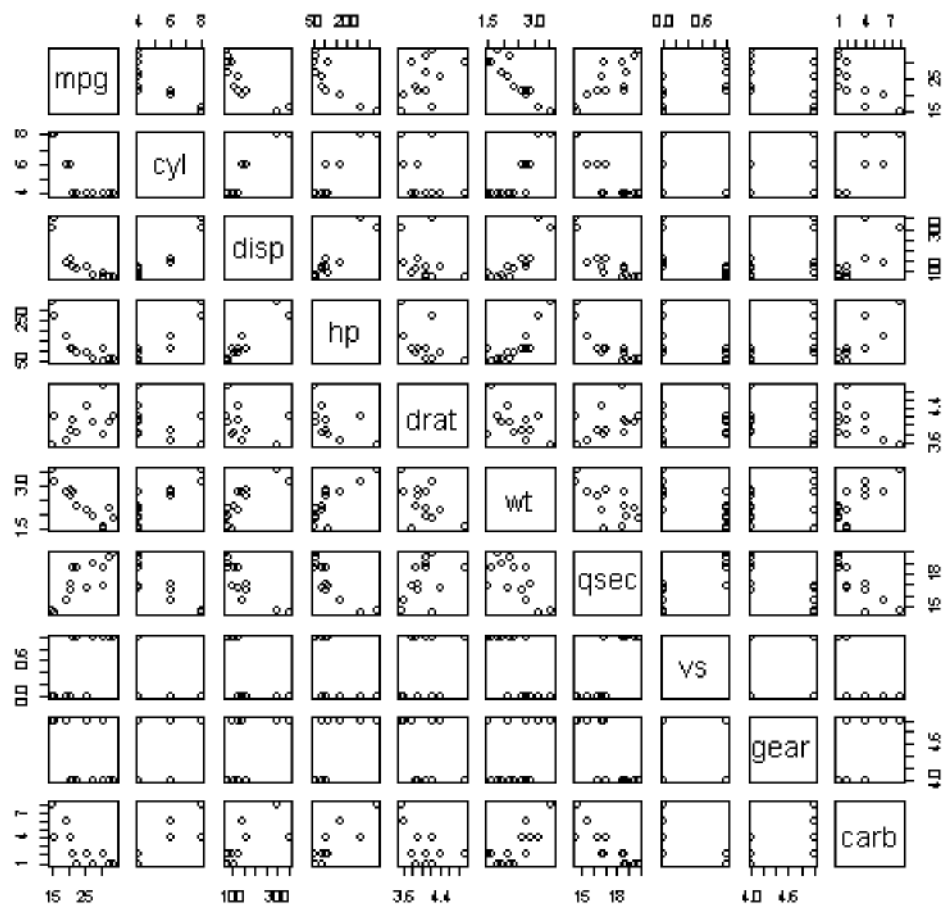 4 6 8 50 200 1.5 3.0 0.0 0.6 1 4 7
mpg 15 25
4 6 8 cyl
disp 100 300
50 250 hp
drat 3.6 4.4
1.5 3.0 wt
qsec 15 18
0.0 0.6 vs
gear 4.0 4.6
1 4 7 carb
15 25 100 300 3.6 4.4 15 18 4.0 4.6